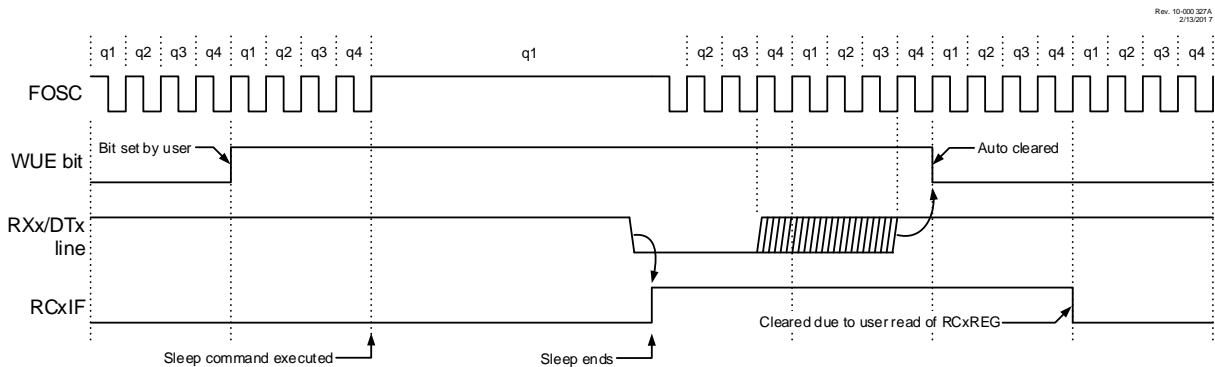 Rev. 10-000 327A
2/13/2017
q1 q2 q3 q4 q1 q2 q3 q4 q1 q2 q3 q4 q1 q2 q3 q4 q1 q2 q3 q4 q1 q2 q3 q4
FOSC
Bit set by user
WUE bit
Auto cleared
RXx/DTx
line
RCxIF
Cleared due to user read of RCxREG
Sleep command executed
Sleep ends